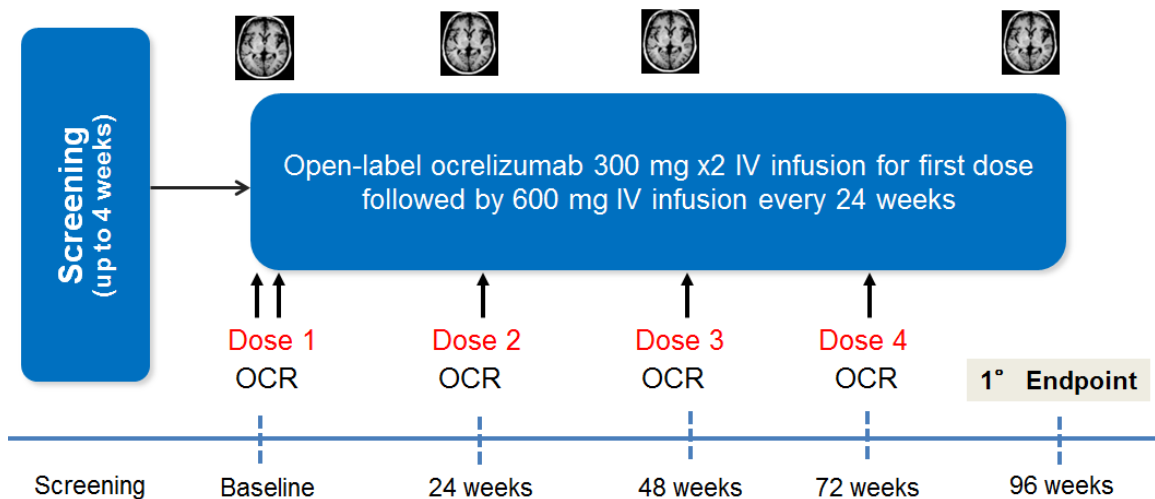 Screening
(up to 4 weeks)
Open-label ocrelizumab 300 mg x2 IV infusion for first dose
followed by 600 mg IV infusion every 24 weeks
Dose 1
Dose 2
Dose 3
Dose 4
OCR
OCR
OCR
OCR
1° Endpoint
Screening
Baseline
24 weeks
48 weeks
72 weeks
96 weeks